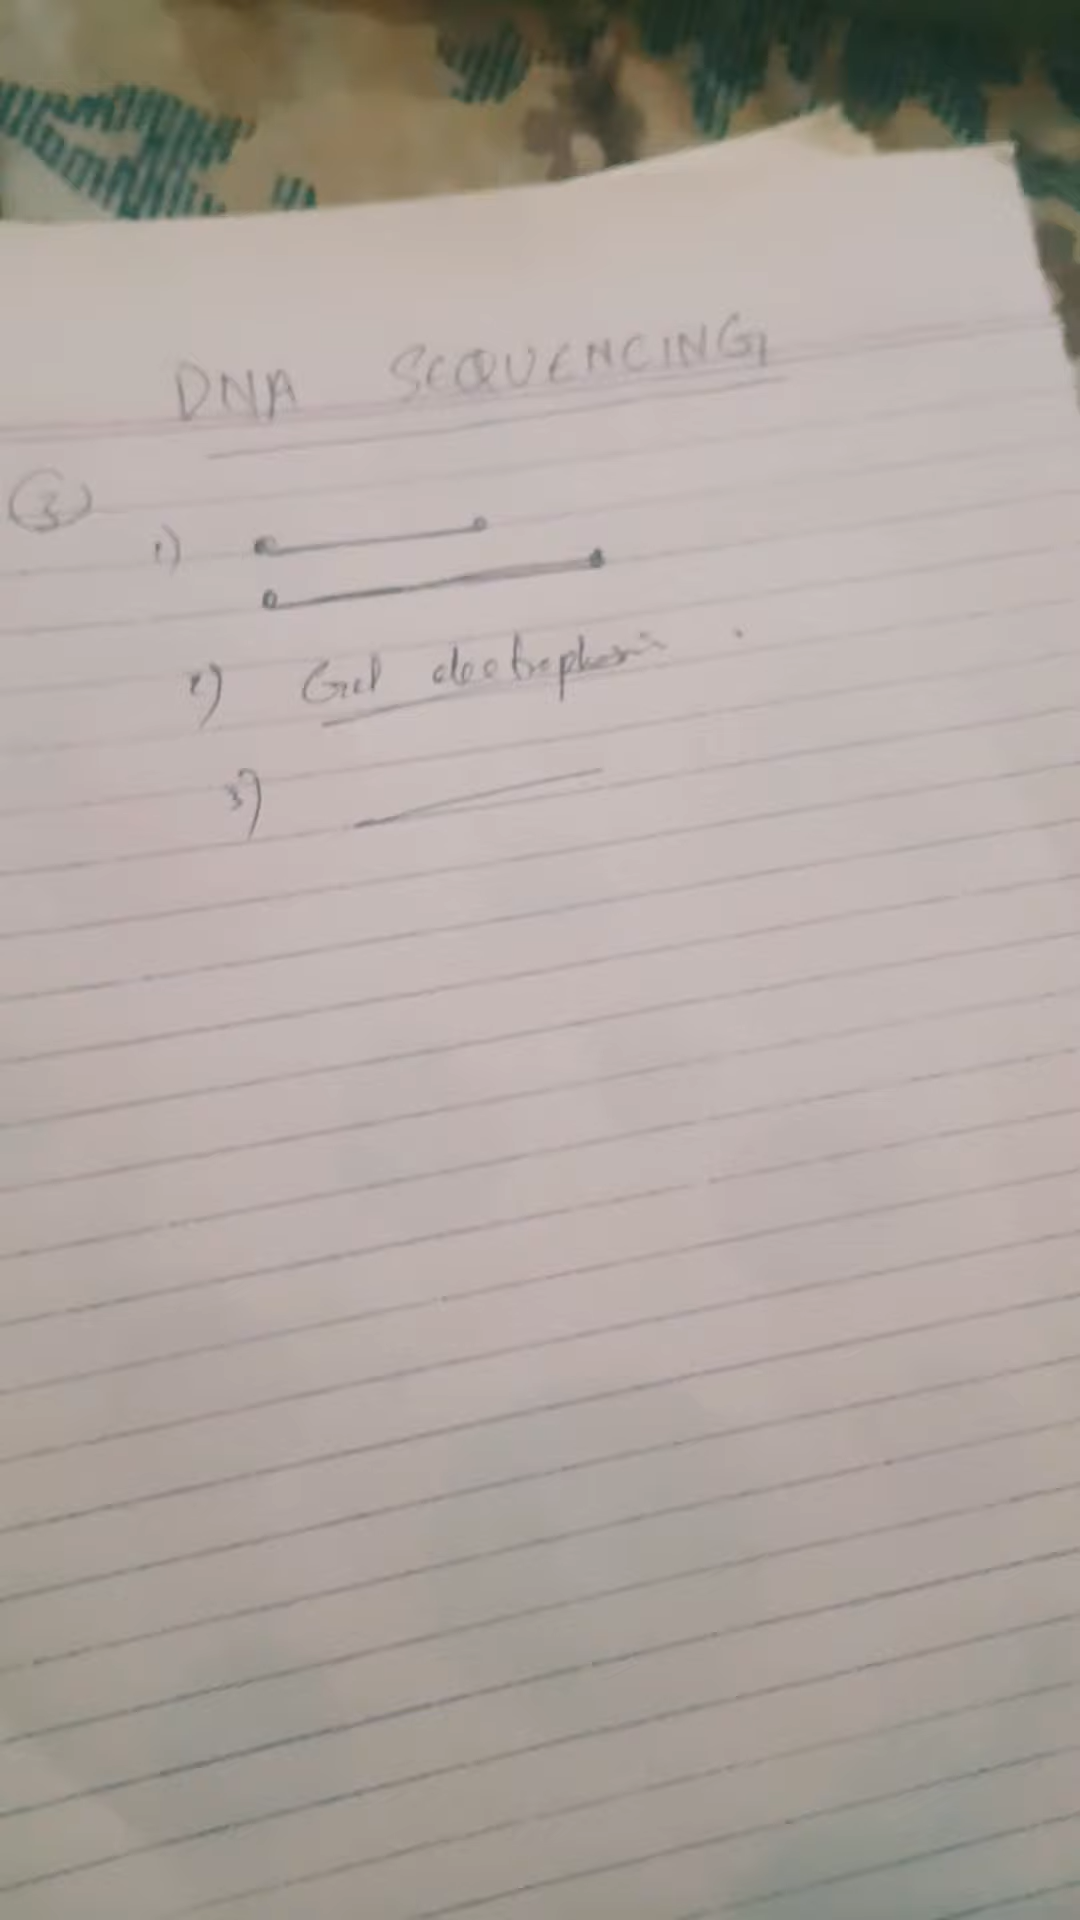 DNA SEQUENCING
3
1)
2) Gel electrophoresis
3)